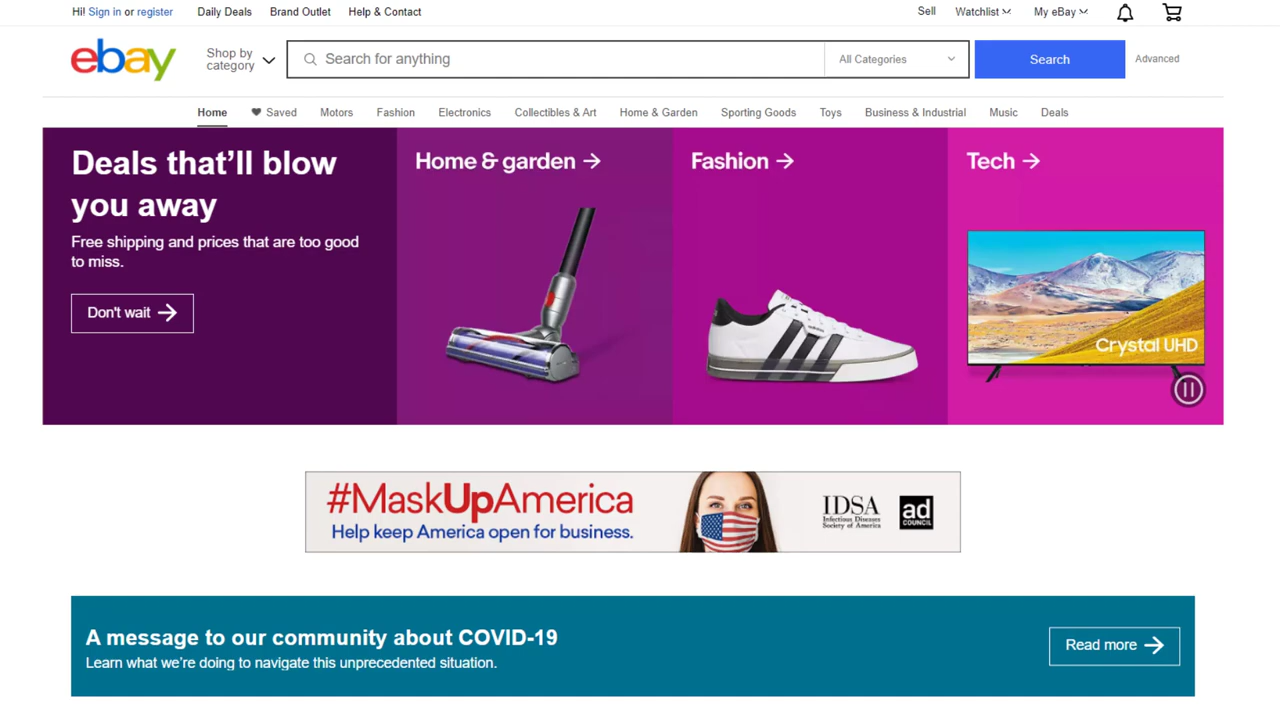 Hi! Sign in or register
Daily Deals
Brand Outlet
Help & Contact
Sell
Watchlist
My eBay
ebay
Shop by
category
Search for anything
All Categories
Search
Advanced
Home
Saved
Motors
Fashion
Electronics
Collectibles & Art
Home & Garden
Sporting Goods
Toys
Business & Industrial
Music
Deals
Deals that’ll blow
you away
Free shipping and prices that are too good
to miss.
Don't wait →
Home & garden →
Fashion →
Tech →
Crystal UHD
#MaskUpAmerica
Help keep America open for business.
IDSA
Infectious Diseases
Society of America
ad
COUNCIL
A message to our community about COVID-19
Learn what we’re doing to navigate this unprecedented situation.
Read more →